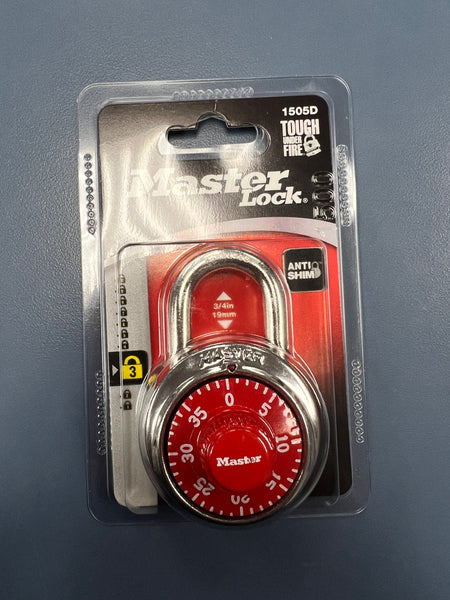 1505D
TOUGH
UNDER
FIRE
Master
Lock®
ANTI
SHIM
3/4in
19mm
MASTER
3
0
5
10
15
20
25
30
35
Master